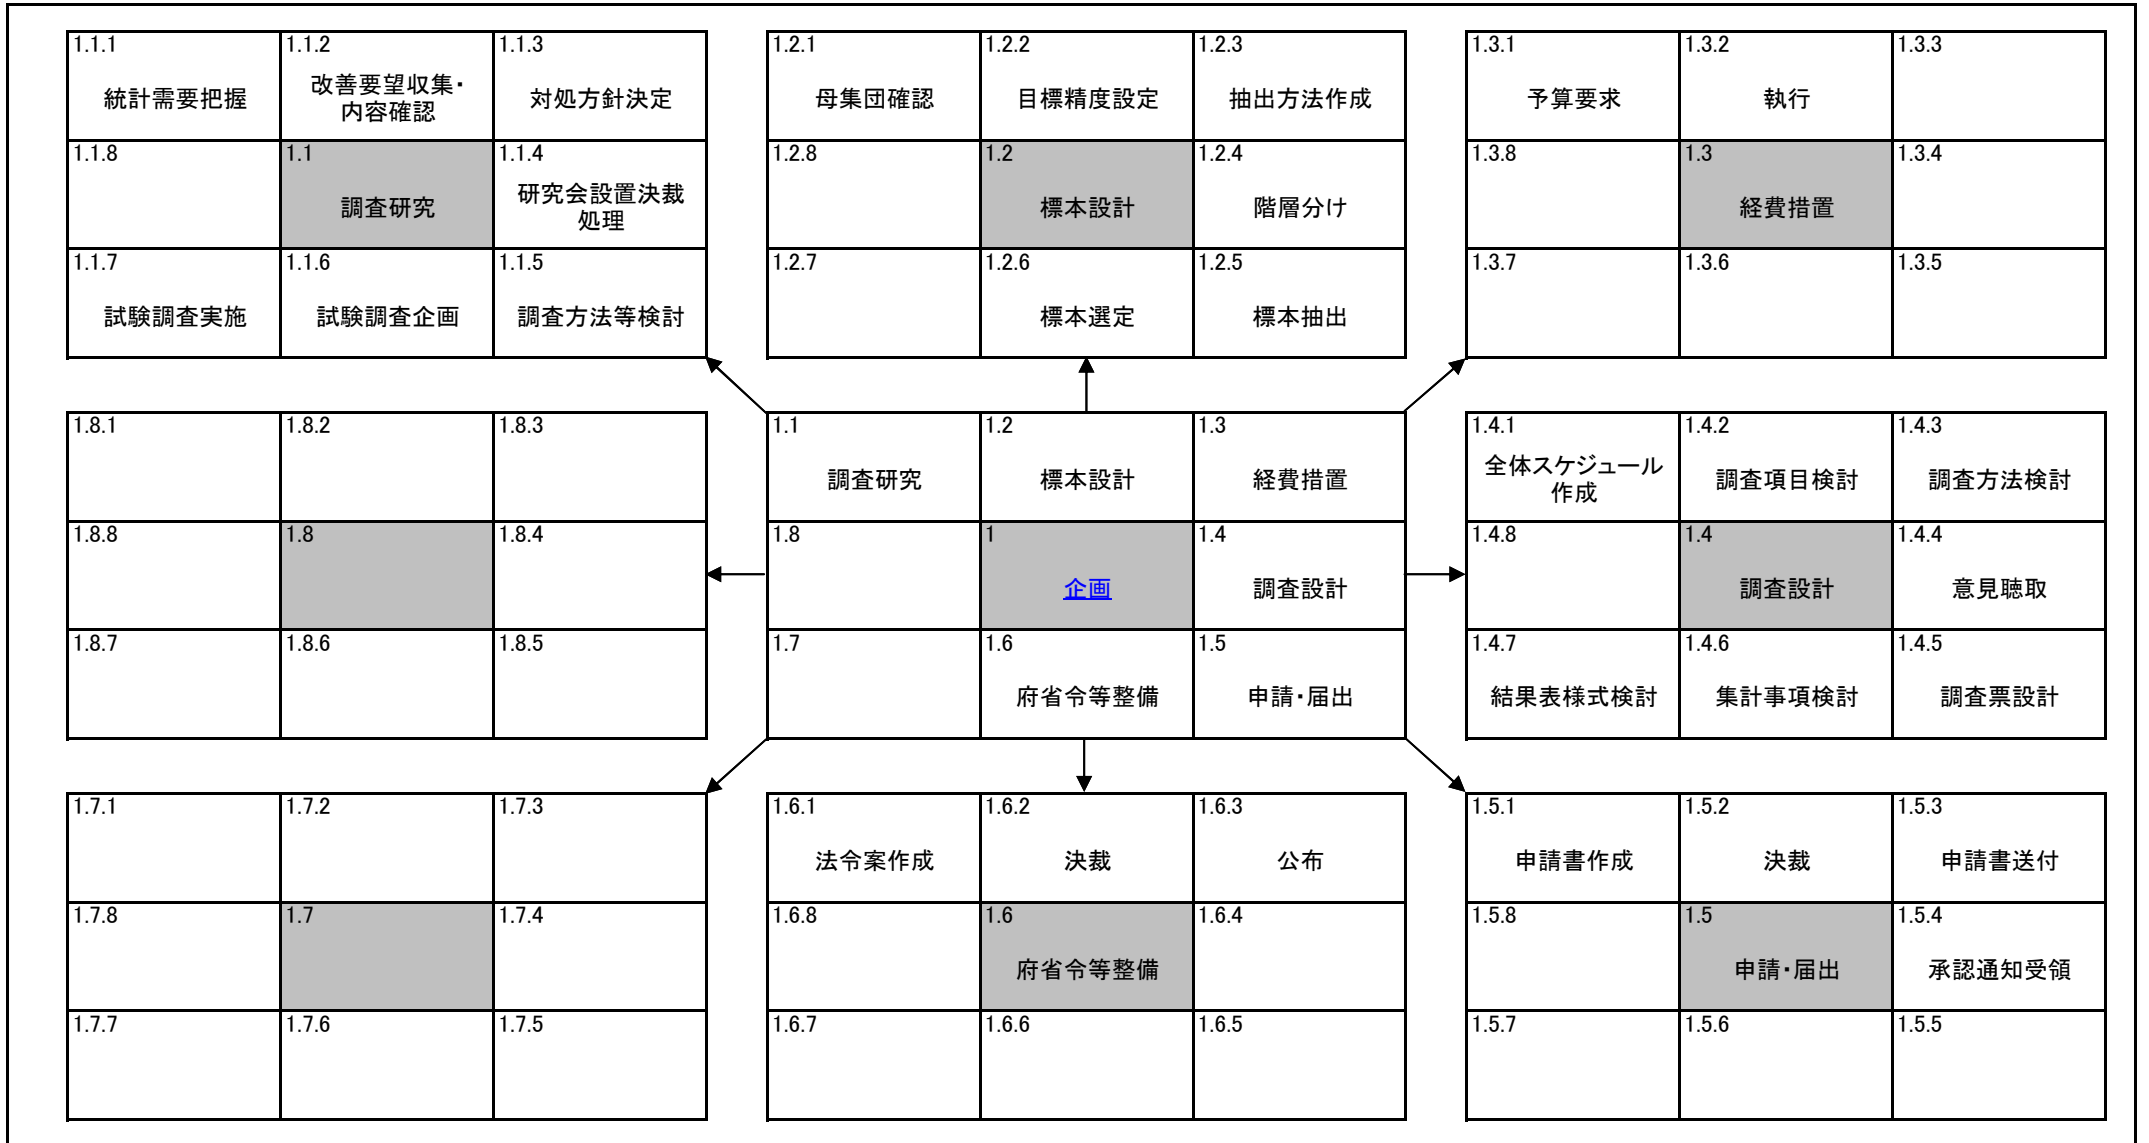 1.1.1
統計需要把握
1.1.2
改善要望収集・
内容確認
1.1.3
対処方針決定
1.1.8
1.1
調査研究
1.1.4
研究会設置決裁
処理
1.1.7
試験調査実施
1.1.6
試験調査企画
1.1.5
調査方法等検討
1.2.1
母集団確認
1.2.2
目標精度設定
1.2.3
抽出方法作成
1.2.8
1.2
標本設計
1.2.4
階層分け
1.2.7
1.2.6
標本選定
1.2.5
標本抽出
1.3.1
予算要求
1.3.2
執行
1.3.3
1.3.8
1.3
経費措置
1.3.4
1.3.7
1.3.6
1.3.5
1.8.1
1.8.2
1.8.3
1.8.8
1.8
1.8.4
1.8.7
1.8.6
1.8.5
1.1
調査研究
1.2
標本設計
1.3
経費措置
1.8
1
企画
1.4
調査設計
1.7
1.6
府省令等整備
1.5
申請・届出
1.4.1
全体スケジュール
作成
1.4.2
調査項目検討
1.4.3
調査方法検討
1.4.8
1.4
調査設計
1.4.4
意見聴取
1.4.7
結果表様式検討
1.4.6
集計事項検討
1.4.5
調査票設計
1.7.1
1.7.2
1.7.3
1.7.8
1.7
1.7.4
1.7.7
1.7.6
1.7.5
1.6.1
法令案作成
1.6.2
決裁
1.6.3
公布
1.6.8
1.6
府省令等整備
1.6.4
1.6.7
1.6.6
1.6.5
1.5.1
申請書作成
1.5.2
決裁
1.5.3
申請書送付
1.5.8
1.5
申請・届出
1.5.4
承認通知受領
1.5.7
1.5.6
1.5.5